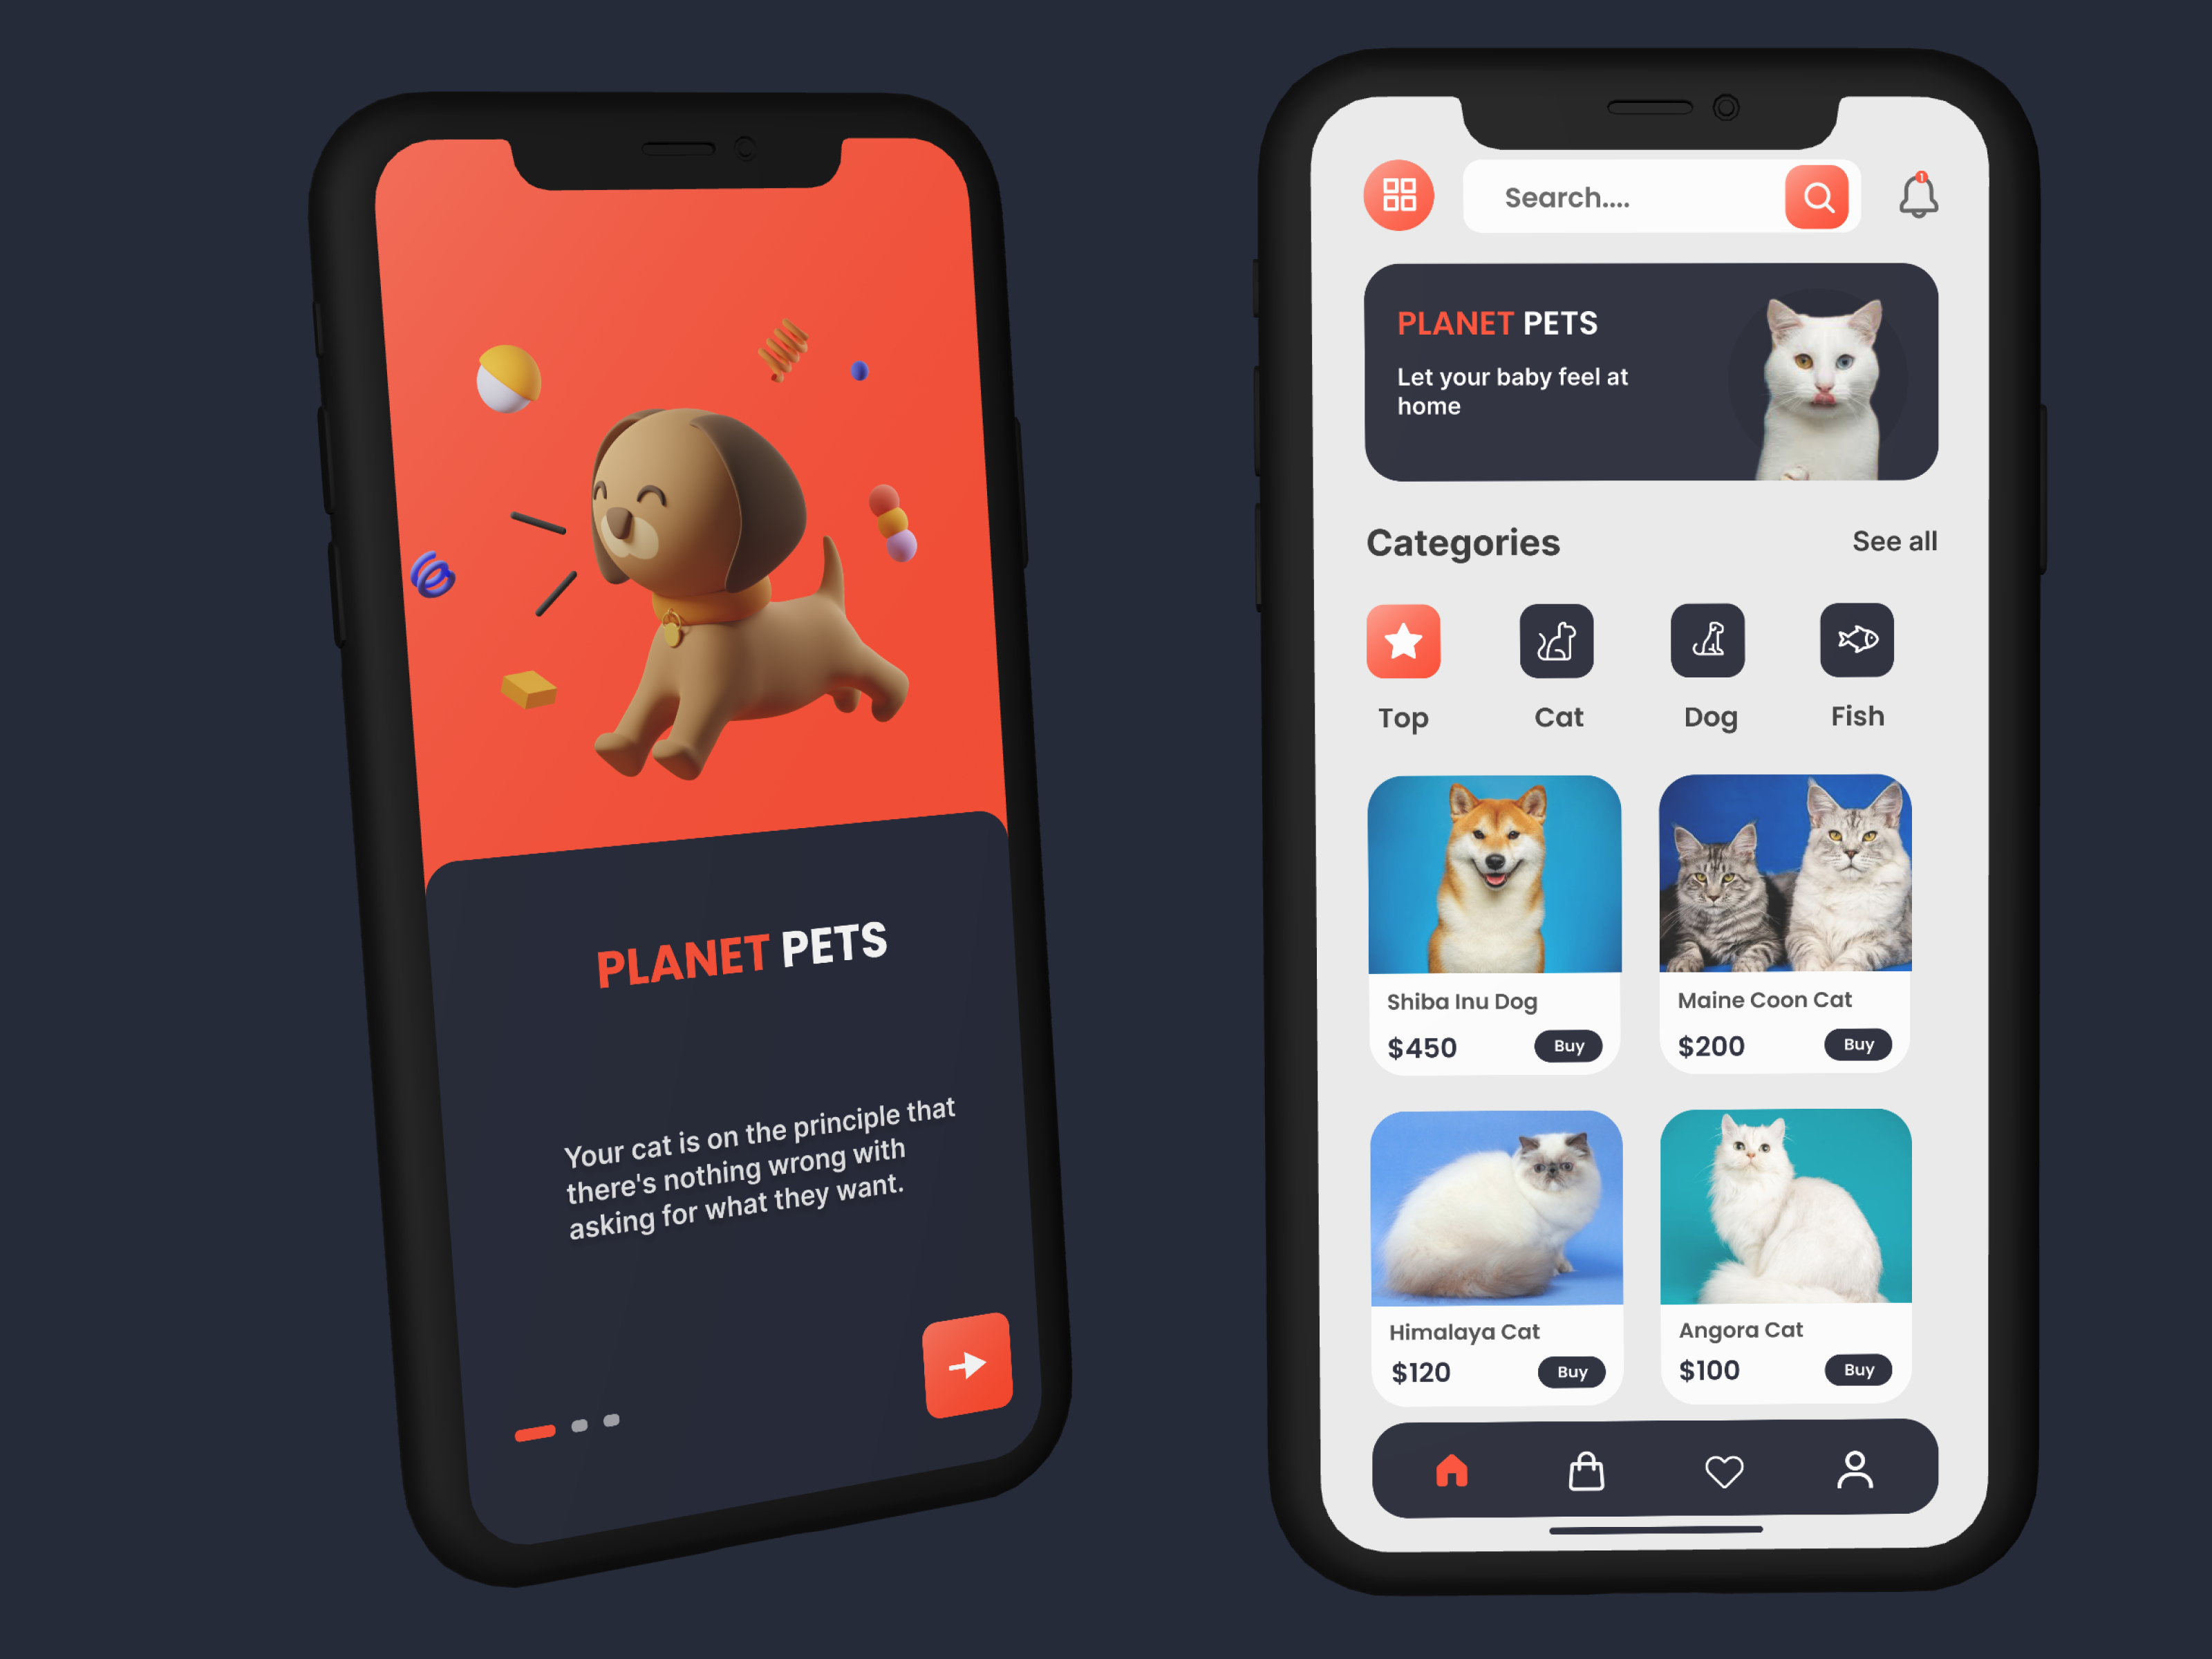 PLANET PETS
Your cat is on the principle that
there's nothing wrong with
asking for what they want.
Search....
1
PLANET PETS
Let your baby feel at
home
Categories
See all
Top
Cat
Dog
Fish
Shiba Inu Dog
$450
Buy
Maine Coon Cat
$200
Buy
Himalaya Cat
$120
Buy
Angora Cat
$100
Buy